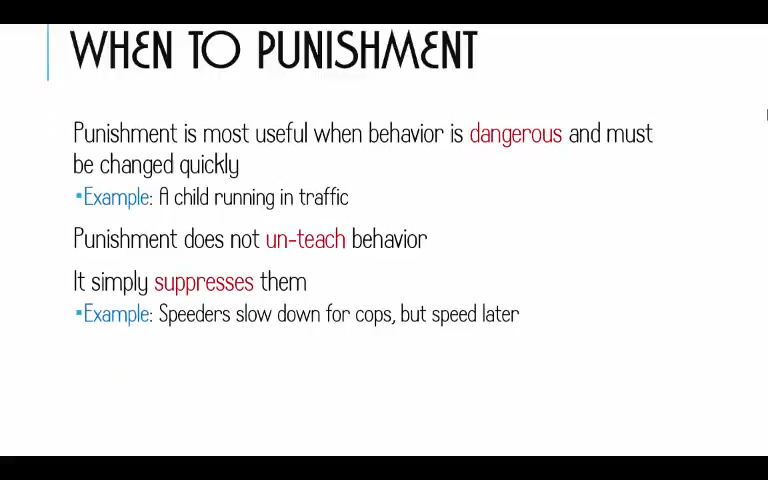 WHEN TO PUNISHMENT
Punishment is most useful when behavior is dangerous and must
be changed quickly
▪Example: A child running in traffic
Punishment does not un-teach behavior
It simply suppresses them
▪Example: Speeders slow down for cops, but speed later